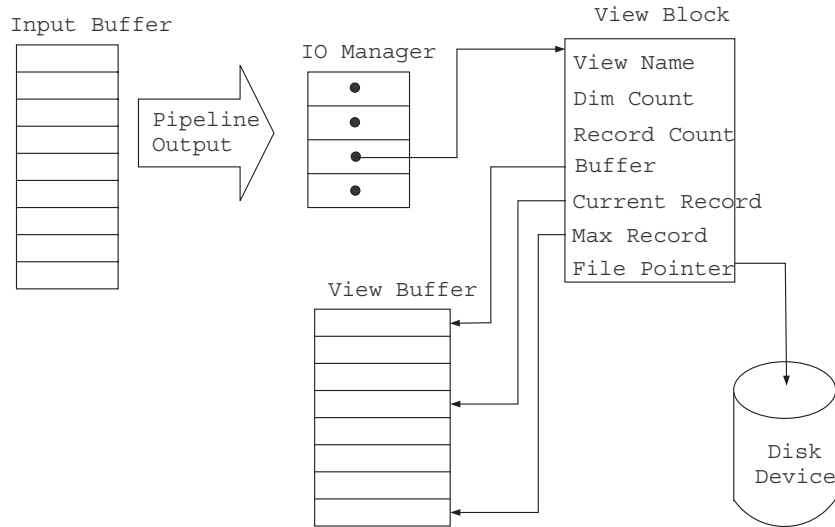 Input Buffer
Pipeline
Output
IO Manager
View Block
View Name
Dim Count
Record Count
Buffer
Current Record
Max Record
File Pointer
View Buffer
Disk
Device